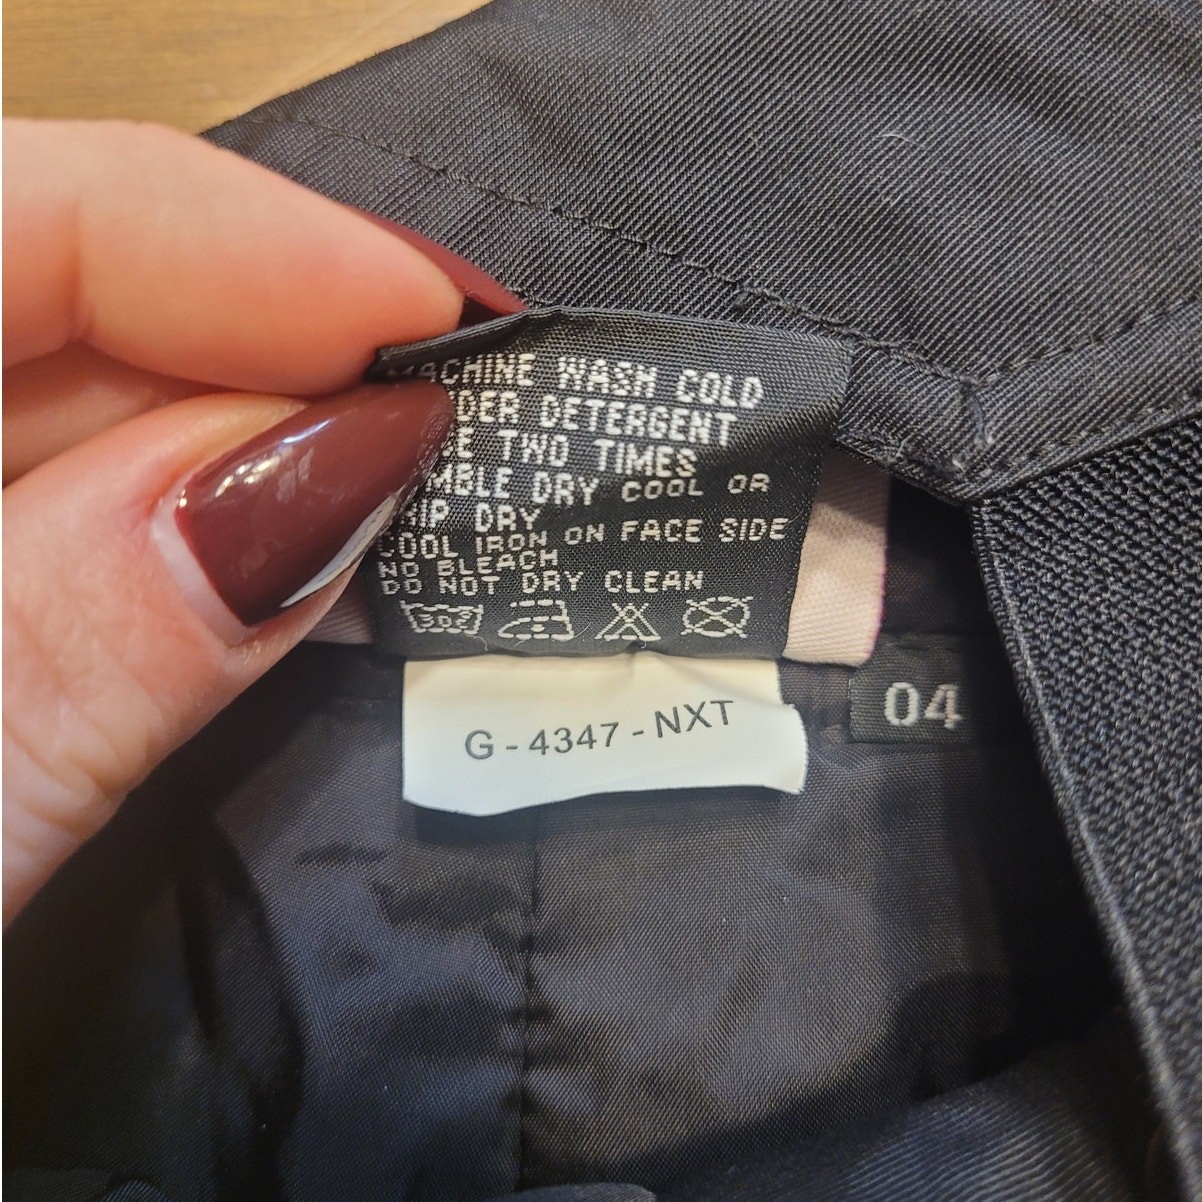 MACHINE WASH COLD
DETERGENT
TWO TIMES
DRY COOL OR
DRY
COOL IRON ON FACE SIDE
NO BLEACH
DO NOT DRY CLEAN
30°
G-4347-NXT
04